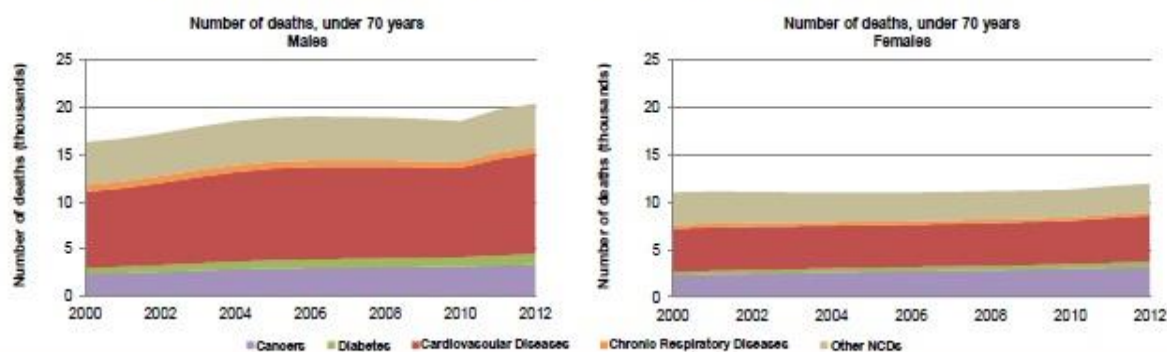 Number of deaths, under 70 years
Males
Number of deaths (thousands)
25
20
15
10
5
0
2000 2002 2004 2006 2008 2010 2012
Number of deaths, under 70 years
Females
Number of deaths (thousands)
25
20
15
10
5
0
2000 2002 2004 2006 2008 2010 2012
Cancers Diabetes Cardiovascular Diseases Chronic Respiratory Diseases Other NCDs